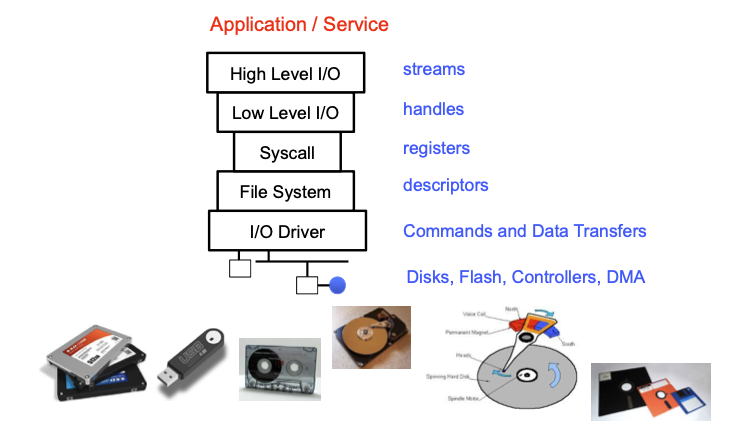 Application / Service
High Level I/O
streams
Low Level I/O
handles
Syscall
registers
File System
descriptors
I/O Driver
Commands and Data Transfers
Disks, Flash, Controllers, DMA
Voice Coil
North
Permanent Magnet
South
Heads
Spinning Hard Disk
Spindle Motor
USB